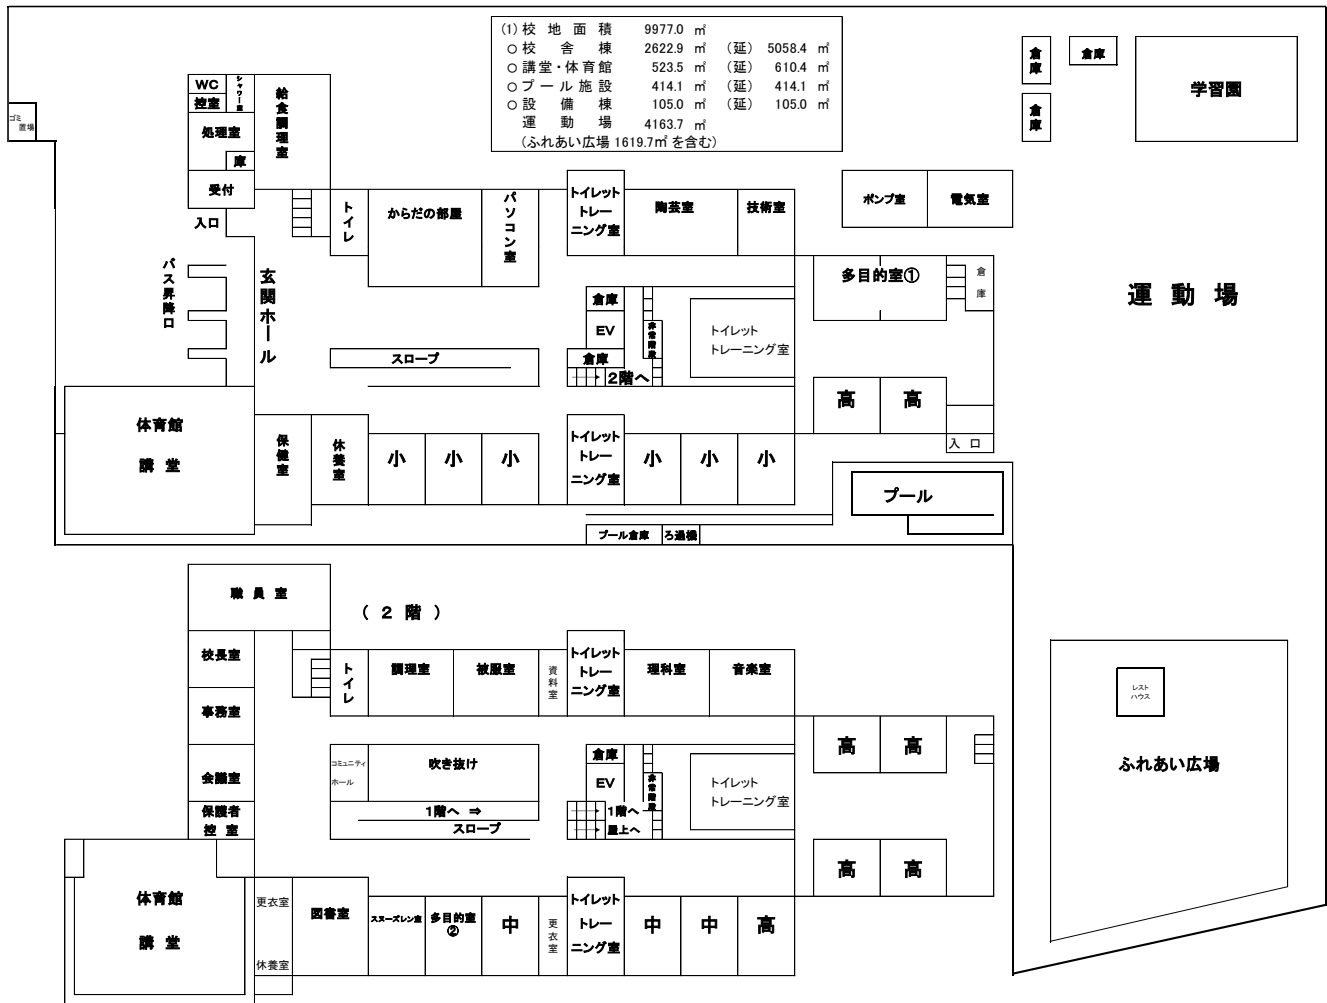 (1) 校 地 面 積 9977.0 ㎡
○ 校 舎 棟 2622.9 ㎡ (延) 5058.4 ㎡
○ 講堂・体育館 523.5 ㎡ (延) 610.4 ㎡
○ プール施設 414.1 ㎡ (延) 414.1 ㎡
○ 設 備 棟 105.0 ㎡ (延) 105.0 ㎡
運 動 場 4163.7 ㎡
(ふれあい広場 1619.7㎡ を含む)
倉庫
倉庫
倉庫
学習園
ゴミ
置場
WC
シャワー室
控室
給食調理室
処理室
庫
受付
入口
トイレ
からだの部屋
パソコン室
トイレット
トレー
ニング室
陶芸室
技術室
ポンプ室
電気室
バス昇降口
玄関ホール
多目的室①
倉庫
運 動 場
倉庫
EV
倉庫
非常階段
2階へ
トイレット
トレーニング室
スロープ
高
高
入 口
体育館
講 堂
保健室
休養室
小
小
小
トイレット
トレー
ニング室
小
小
小
プール
プール倉庫
ろ過機
職 員 室
( 2 階 )
校長室
トイレ
調理室
被服室
資料室
トイレット
トレー
ニング室
理科室
音楽室
事務室
会議室
保護者
控 室
コミュニティ
ホール
吹き抜け
1階へ ⇒
スロープ
倉庫
EV
非常階段
1階へ
屋上へ
トイレット
トレーニング室
高
高
高
高
レスト
ハウス
ふれあい広場
体育館
講 堂
更衣室
休養室
図書室
スヌーズレン室
多目的室
②
中
更衣室
トイレット
トレー
ニング室
中
中
高